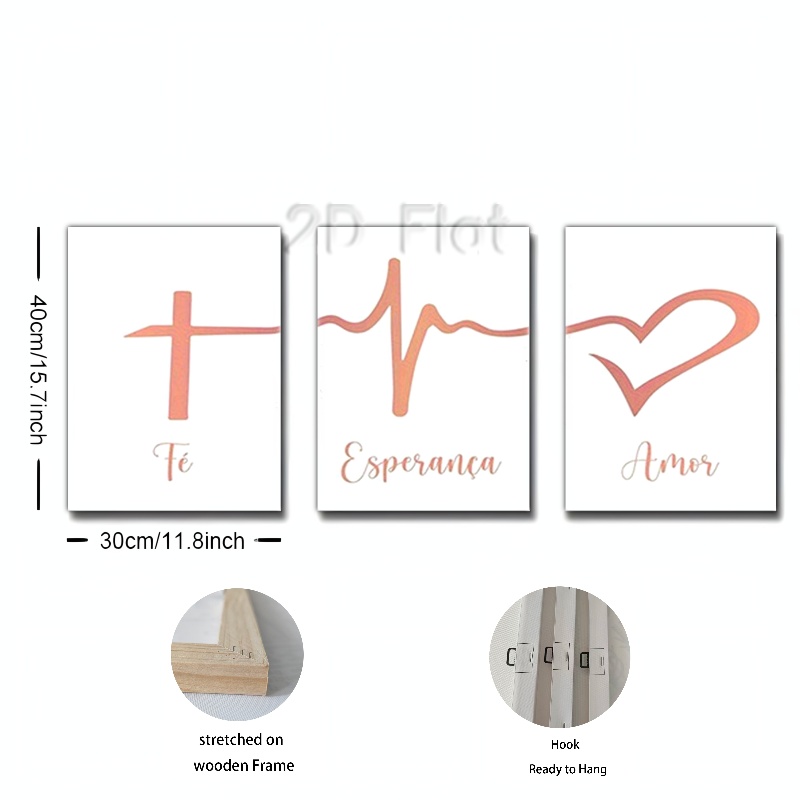 2D Flat
40cm/15.7inch
Fé
Esperança
Amor
30cm/11.8inch
stretched on
wooden Frame
Hook
Ready to Hang